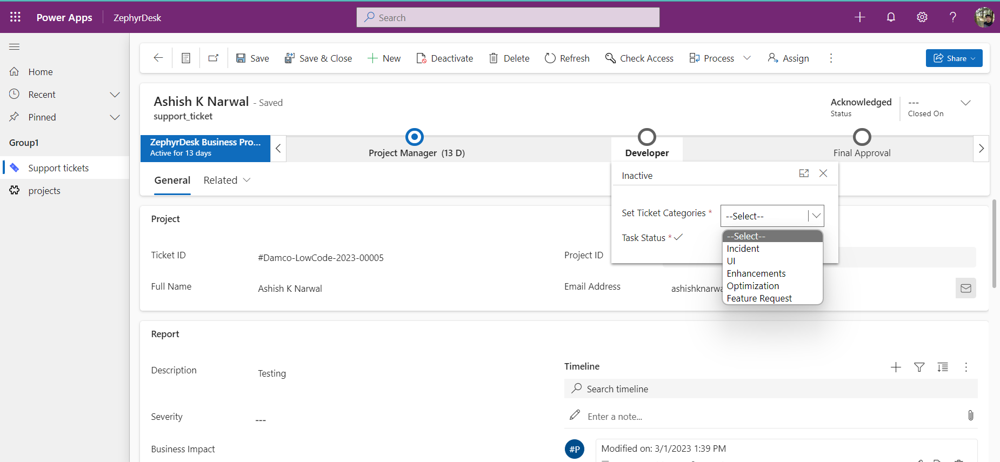 Power Apps
ZephyrDesk
Search
Save
Save & Close
New
Deactivate
Delete
Refresh
Check Access
Process
Assign
Share
Home
Recent
Pinned
Group1
Support tickets
projects
Ashish K Narwal - Saved
support_ticket
Acknowledged
Status
---
Closed On
ZephyrDesk Business Pro...
Active for 13 days
Project Manager (13 D)
Developer
Final Approval
General
Related
Inactive
Set Ticket Categories *
--Select--
Task Status *
--Select--
Incident
UI
Enhancements
Optimization
Feature Request
Project
Ticket ID
#Damco-LowCode-2023-00005
Project ID
Full Name
Ashish K Narwal
Email Address
ashishknarwa
Report
Description
Testing
Severity
---
Business Impact
Timeline
Search timeline
Enter a note...
#P
Modified on: 3/1/2023 1:39 PM